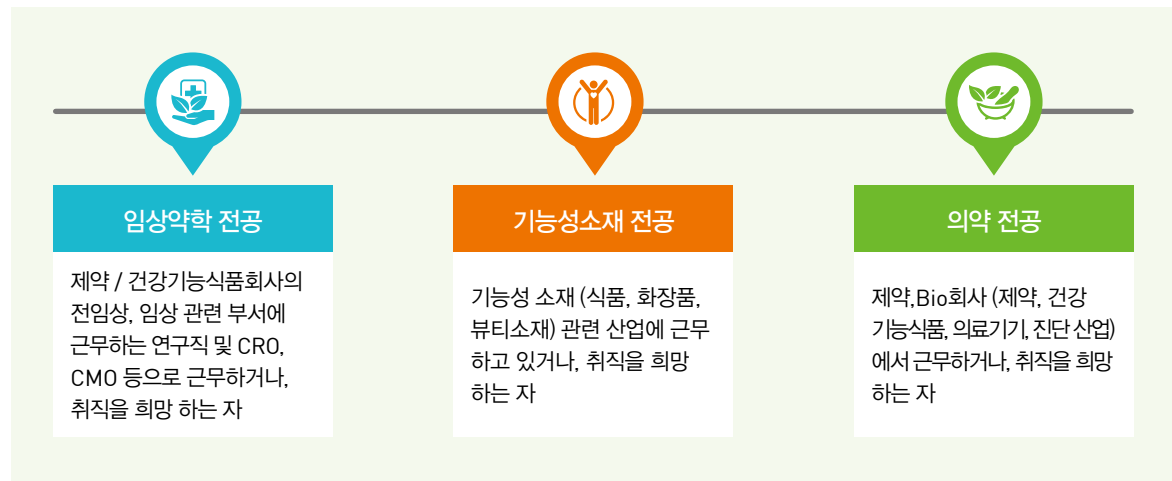 임상약학 전공
제약 / 건강기능식품회사의
전임상, 임상 관련 부서에
근무하는 연구직 및 CRO,
CMO 등으로 근무하거나,
취직을 희망 하는 자
기능성소재 전공
기능성 소재 (식품, 화장품,
뷰티소재) 관련 산업에 근무
하고 있거나, 취직을 희망
하는 자
의약 전공
제약,Bio회사 (제약, 건강
기능식품, 의료기기, 진단 산업)
에서 근무하거나, 취직을 희망
하는 자